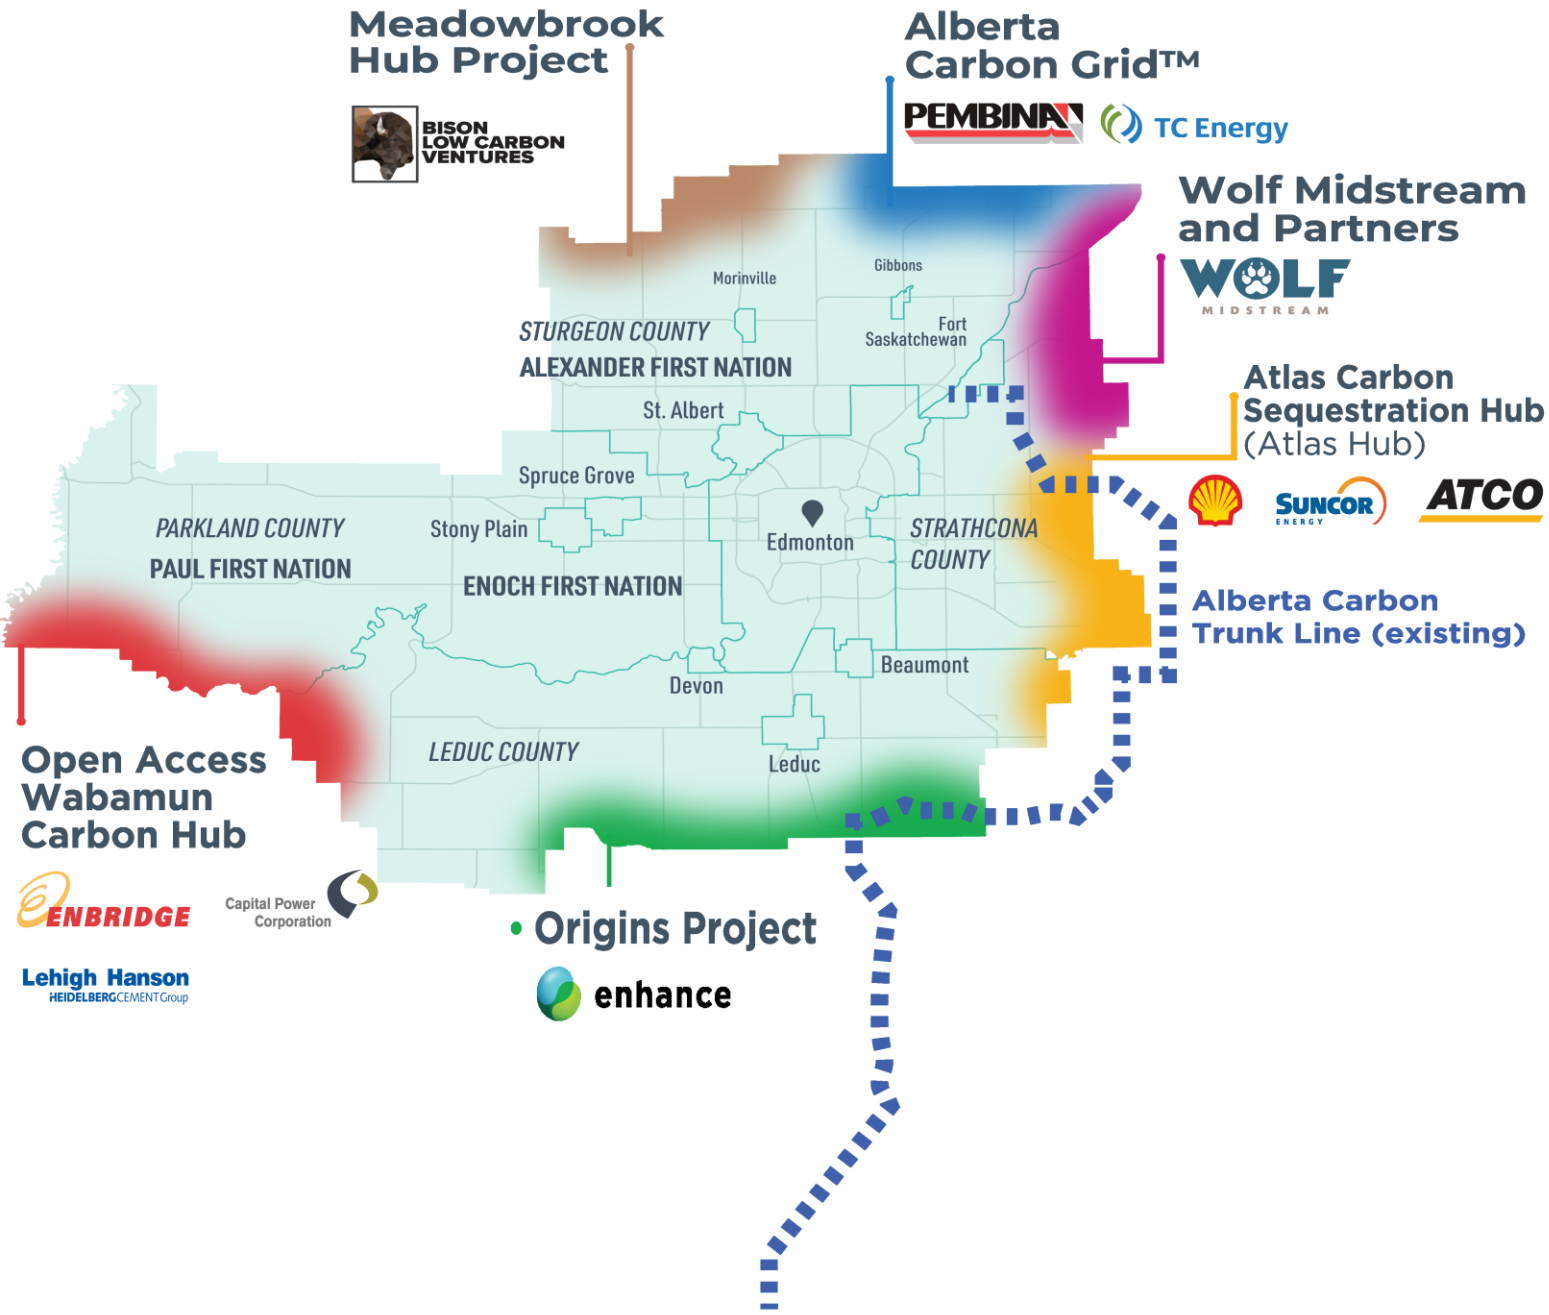 Meadowbrook
Hub Project
BISON
LOW CARBON
VENTURES
Alberta
Carbon Grid™
PEMBINA
TC Energy
Wolf Midstream
and Partners
WOLF
MIDSTREAM
Atlas Carbon
Sequestration Hub
(Atlas Hub)
SUNCOR
ENERGY
ATCO
Alberta Carbon
Trunk Line (existing)
Morinville
Gibbons
STURGEON COUNTY
Fort
Saskatchewan
ALEXANDER FIRST NATION
St. Albert
Spruce Grove
PARKLAND COUNTY
Stony Plain
Edmonton
STRATHCONA
COUNTY
PAUL FIRST NATION
ENOCH FIRST NATION
Beaumont
Devon
LEDUC COUNTY
Leduc
Open Access
Wabamun
Carbon Hub
ENBRIDGE
Capital Power
Corporation
Lehigh Hanson
HEIDELBERGCEMENT Group
• Origins Project
enhance